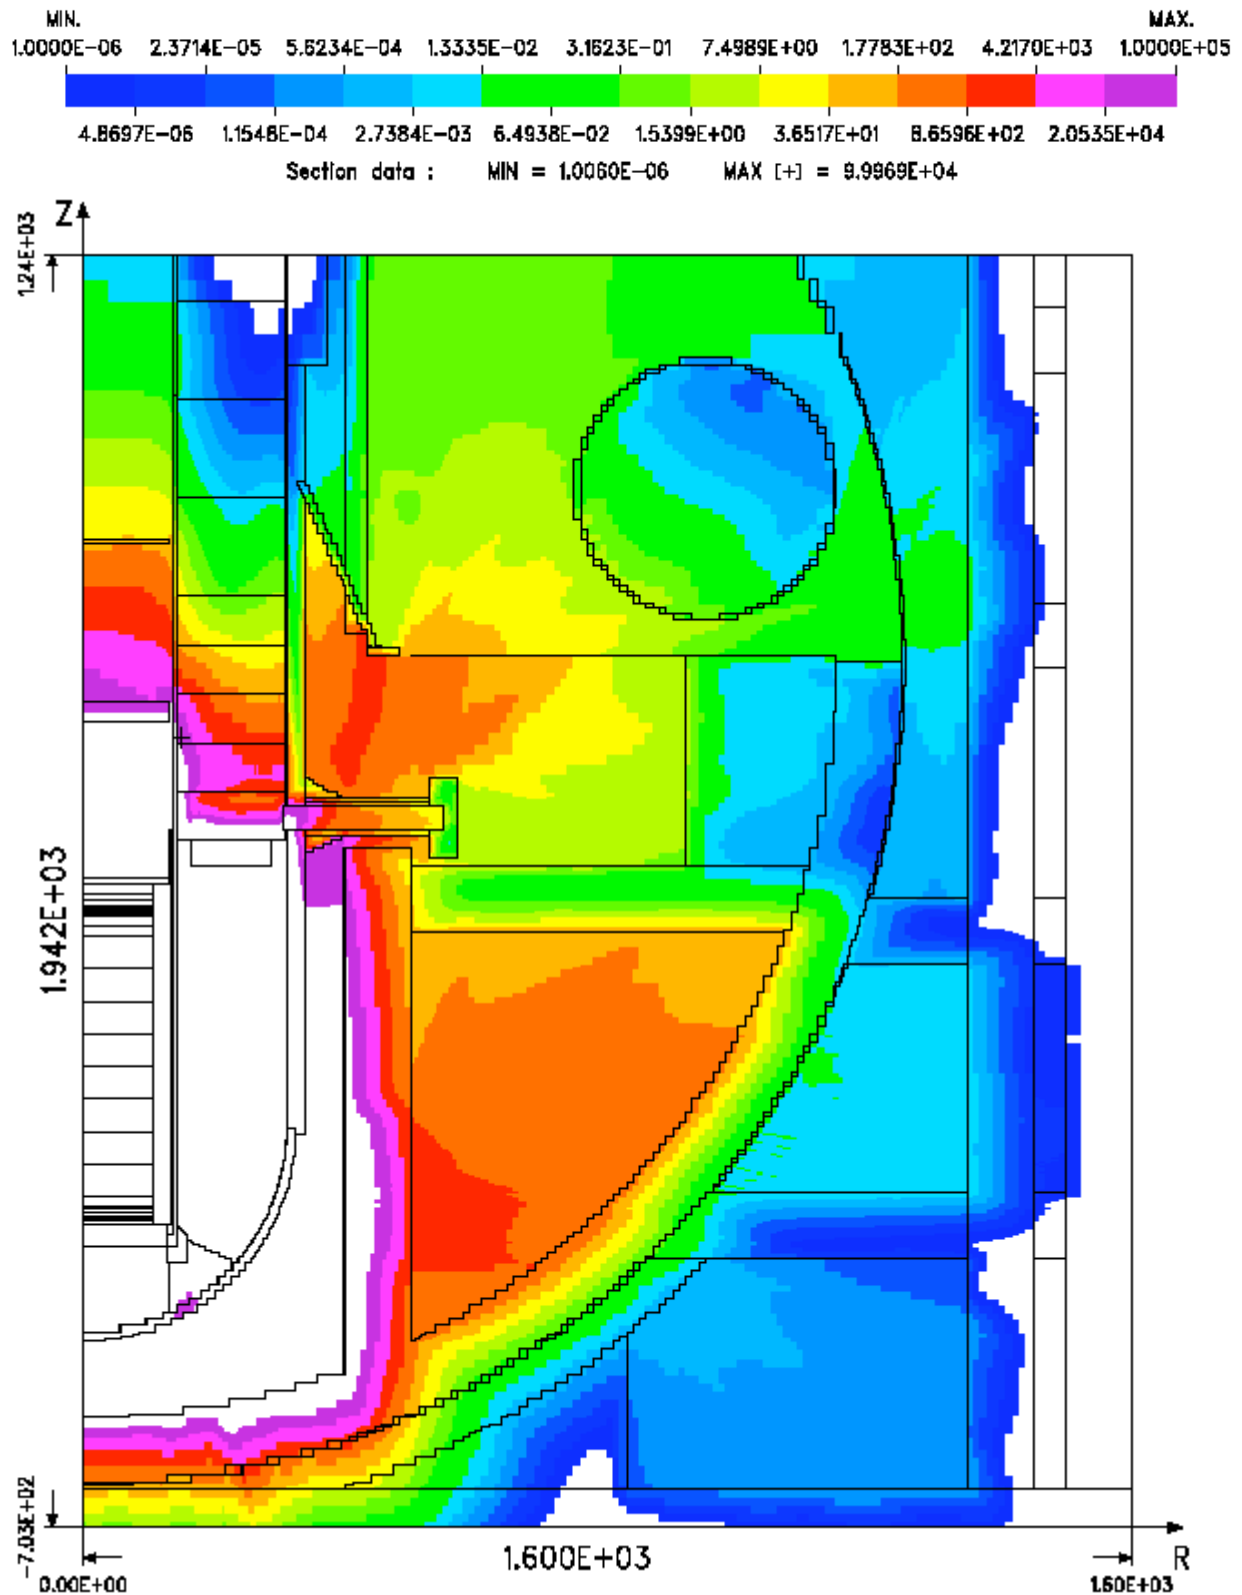 MIN. MAX.
1.0000E-06 2.3714E-05 5.6234E-04 1.3335E-02 3.1623E-01 7.4989E+00 1.7783E+02 4.2170E+03 1.0000E+05
4.8697E-06 1.1548E-04 2.7384E-03 6.4938E-02 1.5399E+00 3.6517E+01 8.6596E+02 2.0535E+04
Section data : MIN = 1.0060E-06 MAX [+] = 9.9969E+04
Z
1.24E+03
1.942E+03
-7.03E+02
1.600E+03 R
0.00E+00 1.60E+03